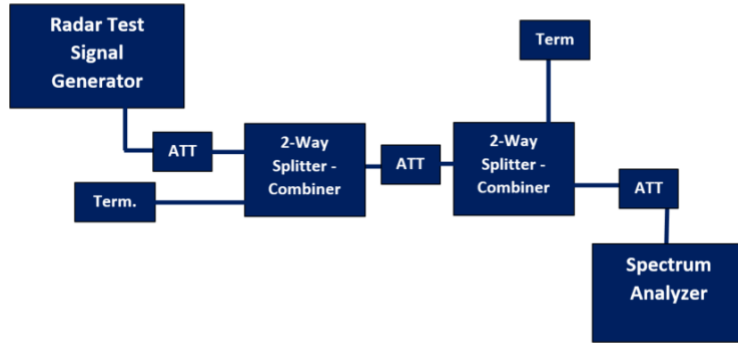 Radar Test
Signal
Generator
Term
ATT
2-Way
Splitter -
Combiner
ATT
2-Way
Splitter -
Combiner
ATT
Term.
Spectrum
Analyzer